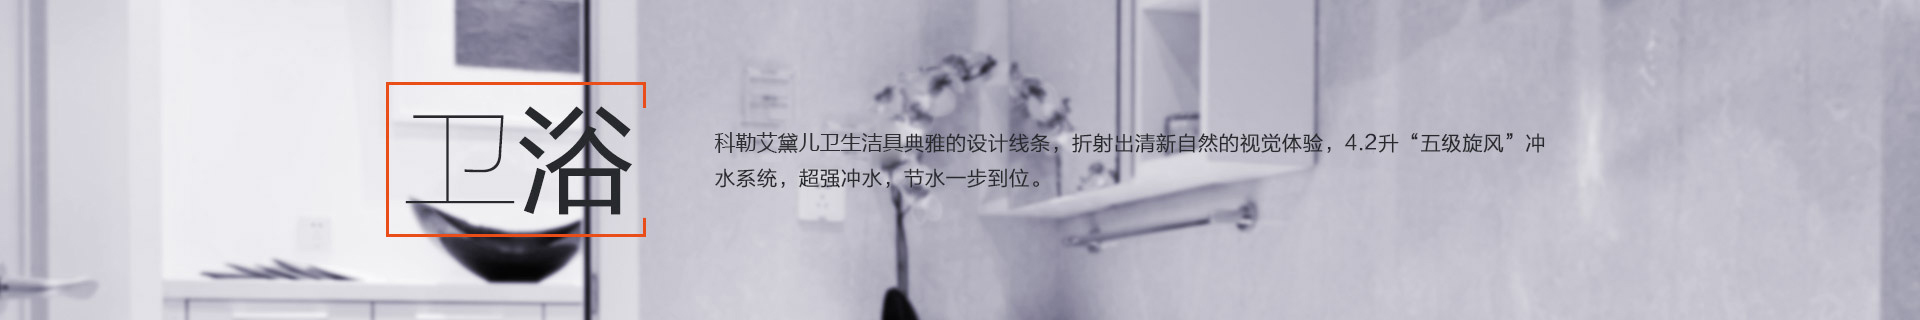 卫浴
科勒艾黛儿卫生洁具典雅的设计线条，折射出清新自然的视觉体验，4.2升“五级旋风”冲
水系统，超强冲水，节水一步到位。